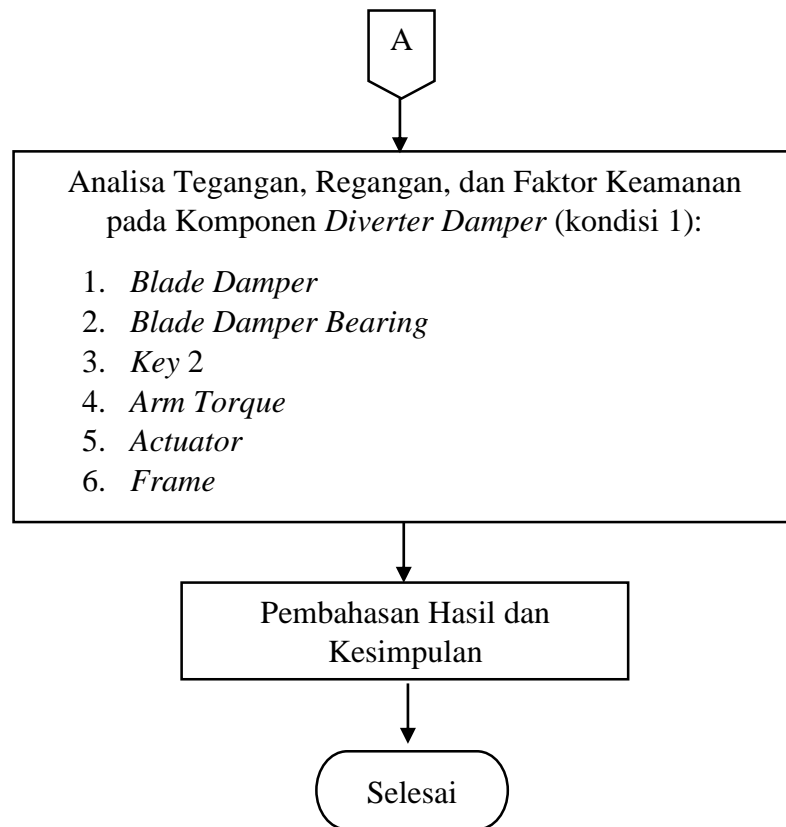 A
Analisa Tegangan, Regangan, dan Faktor Keamanan
pada Komponen Diverter Damper (kondisi 1):
1. Blade Damper
2. Blade Damper Bearing
3. Key 2
4. Arm Torque
5. Actuator
6. Frame
Pembahasan Hasil dan
Kesimpulan
Selesai